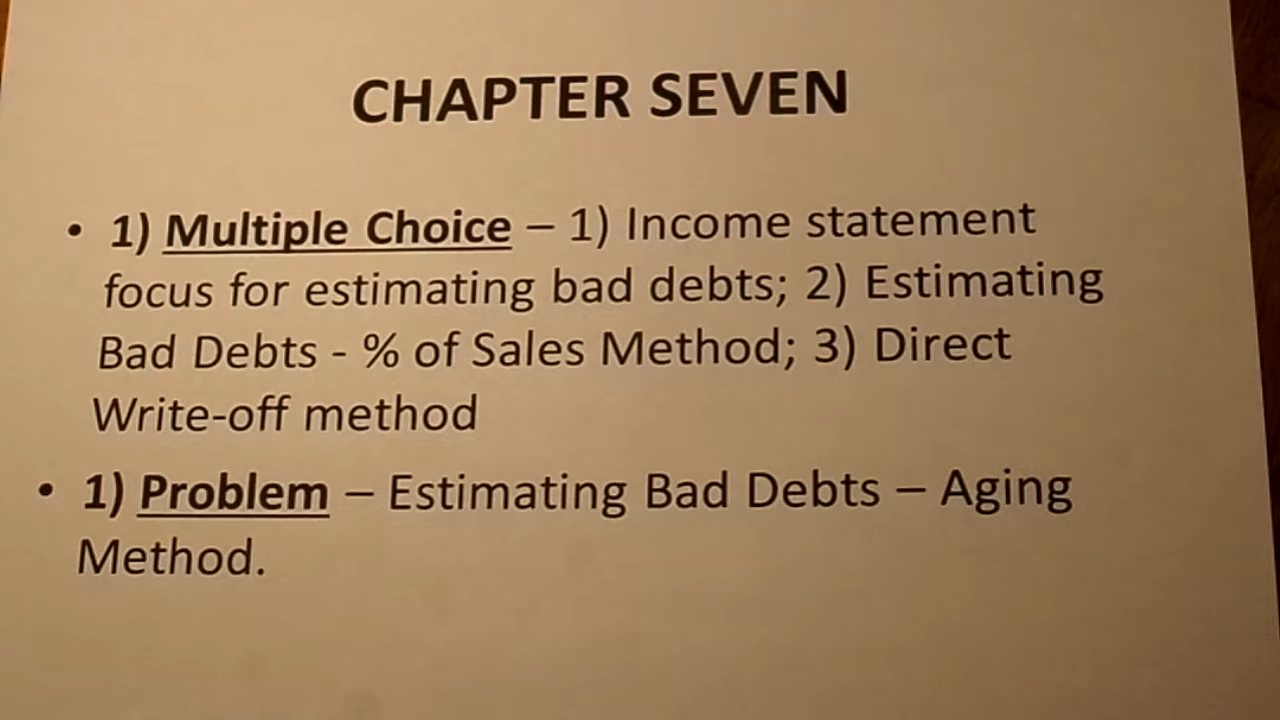 CHAPTER SEVEN
• 1) Multiple Choice – 1) Income statement
focus for estimating bad debts; 2) Estimating
Bad Debts - % of Sales Method; 3) Direct
Write-off method
• 1) Problem – Estimating Bad Debts – Aging
Method.